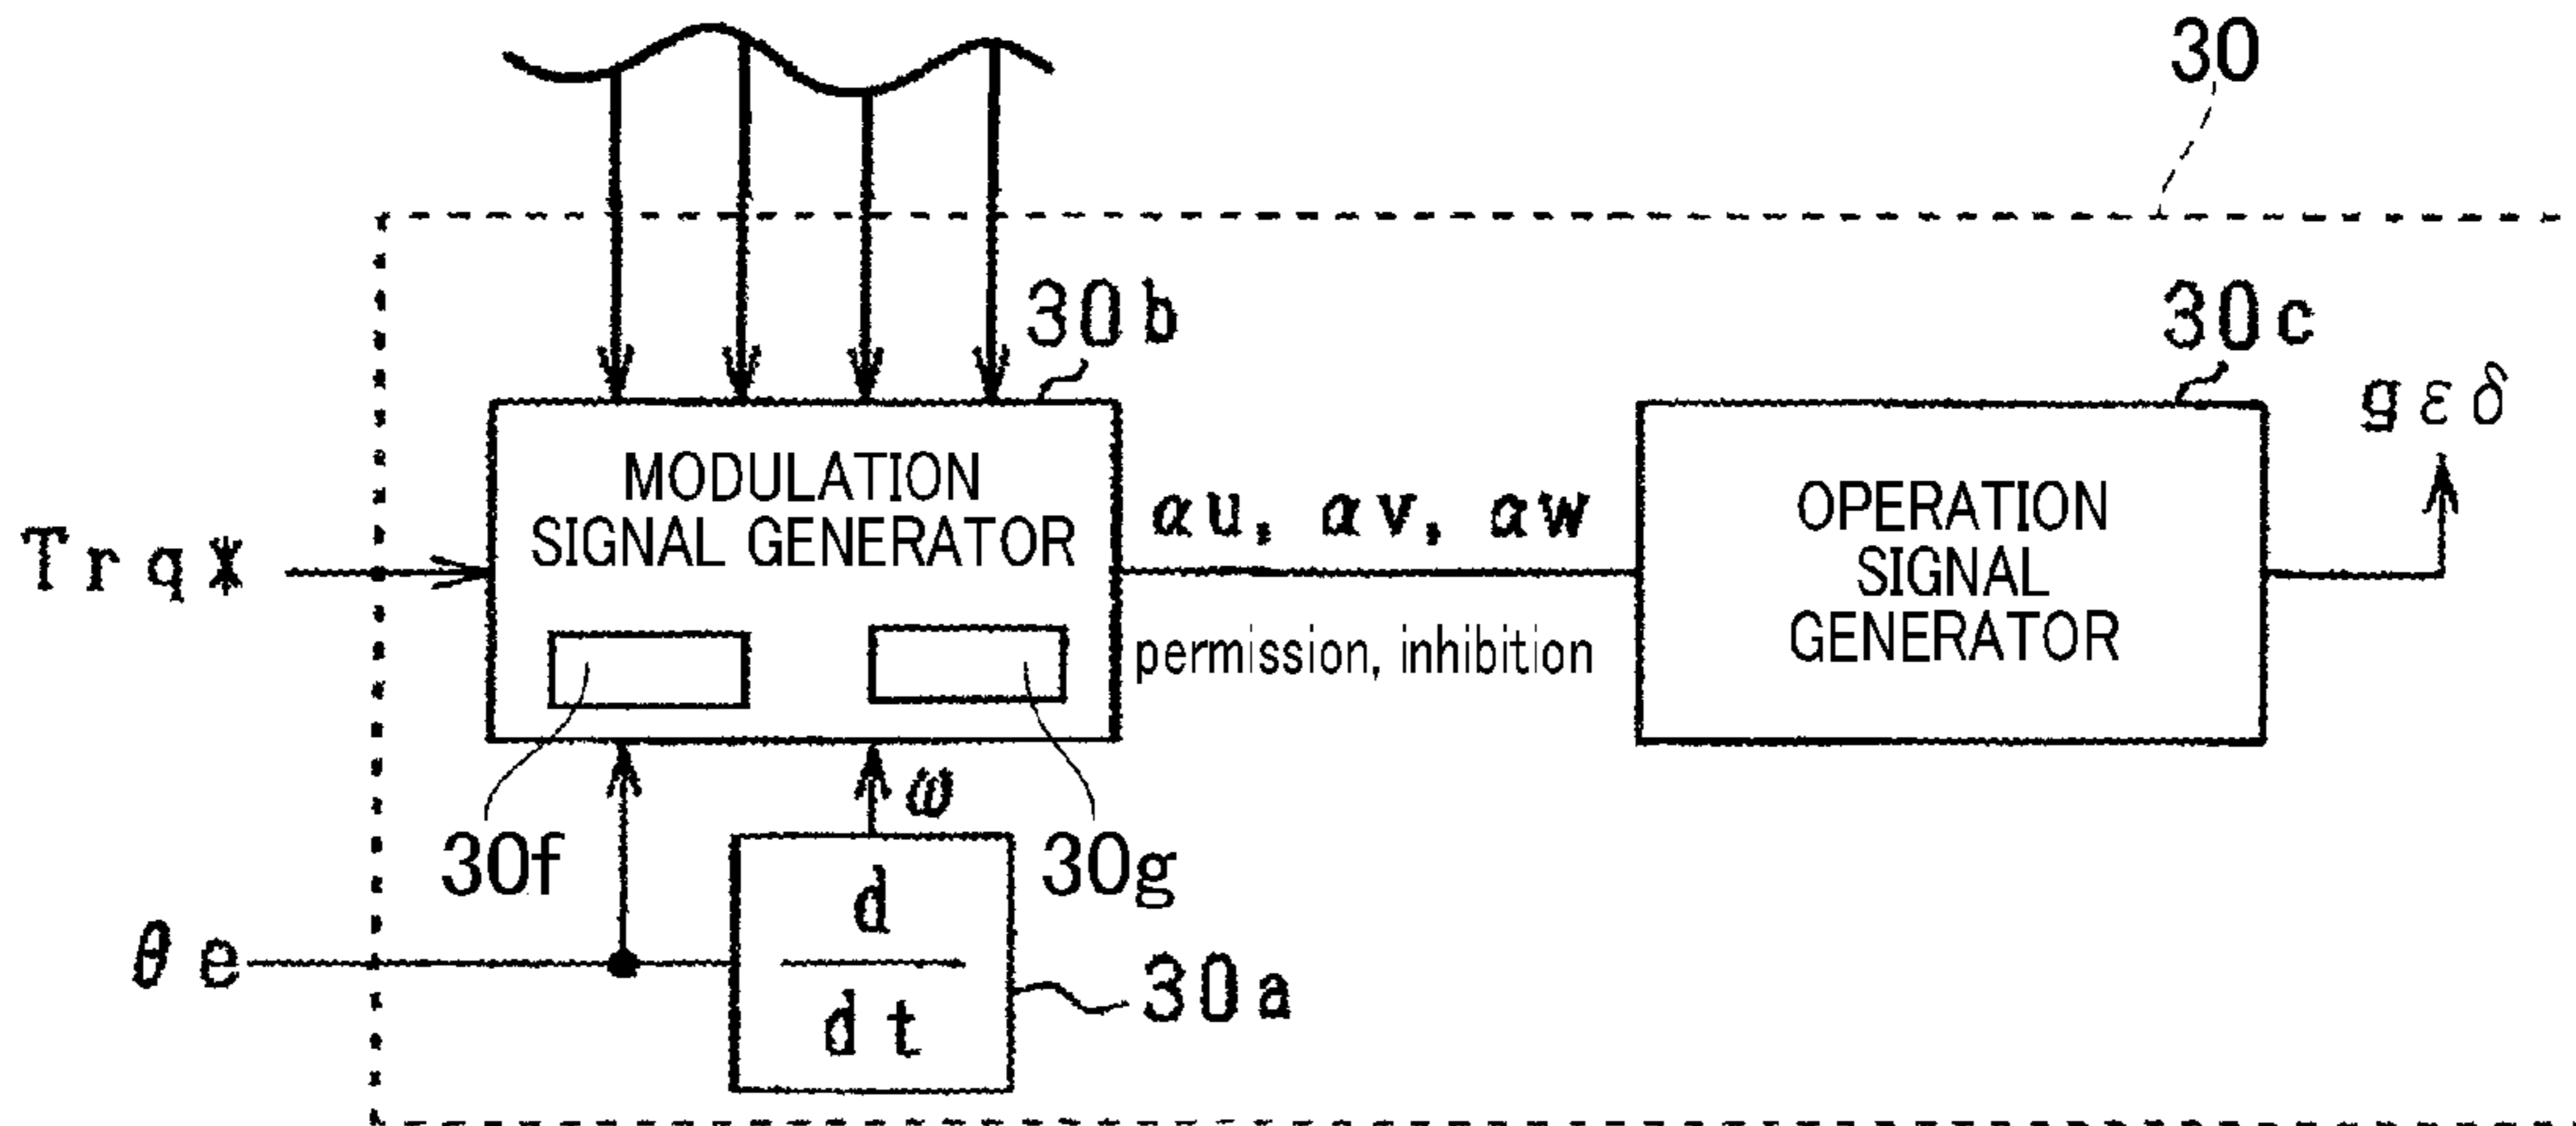 30
30b
30c
gεδ
MODULATION
SIGNAL GENERATOR
αu, αv, αw
OPERATION
SIGNAL
GENERATOR
Trq*
permission, inhibition
ω
30f
30g
d
dt
θe
30a